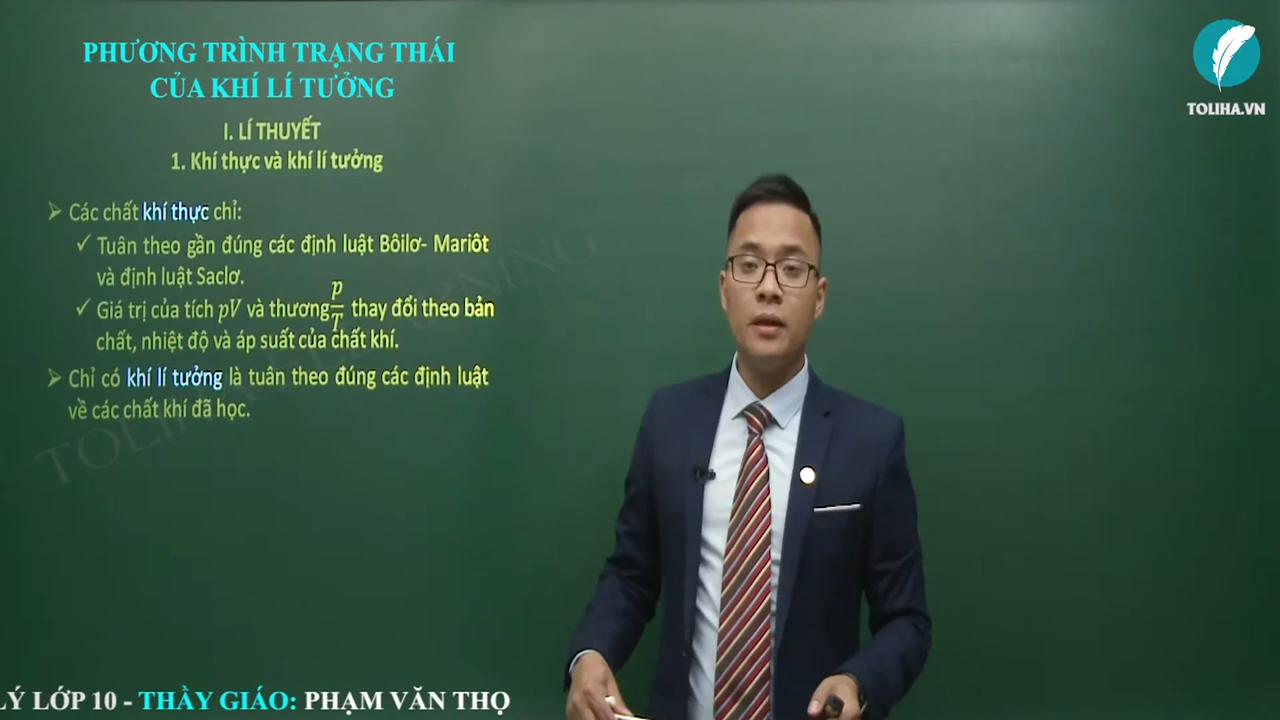 PHƯƠNG TRÌNH TRẠNG THÁI
CỦA KHÍ LÍ TƯỞNG
TOLIHA.VN
I. LÍ THUYẾT
1. Khí thực và khí lí tưởng
➢ Các chất khí thực chỉ:
✓ Tuân theo gần đúng các định luật Bôilơ- Mariôt
và định luật Saclơ.
✓ Giá trị của tích pV và thương p/T thay đổi theo bản
chất, nhiệt độ và áp suất của chất khí.
➢ Chỉ có khí lí tưởng là tuân theo đúng các định luật
về các chất khí đã học.
LÝ LỚP 10 - THẦY GIÁO: PHẠM VĂN THỌ